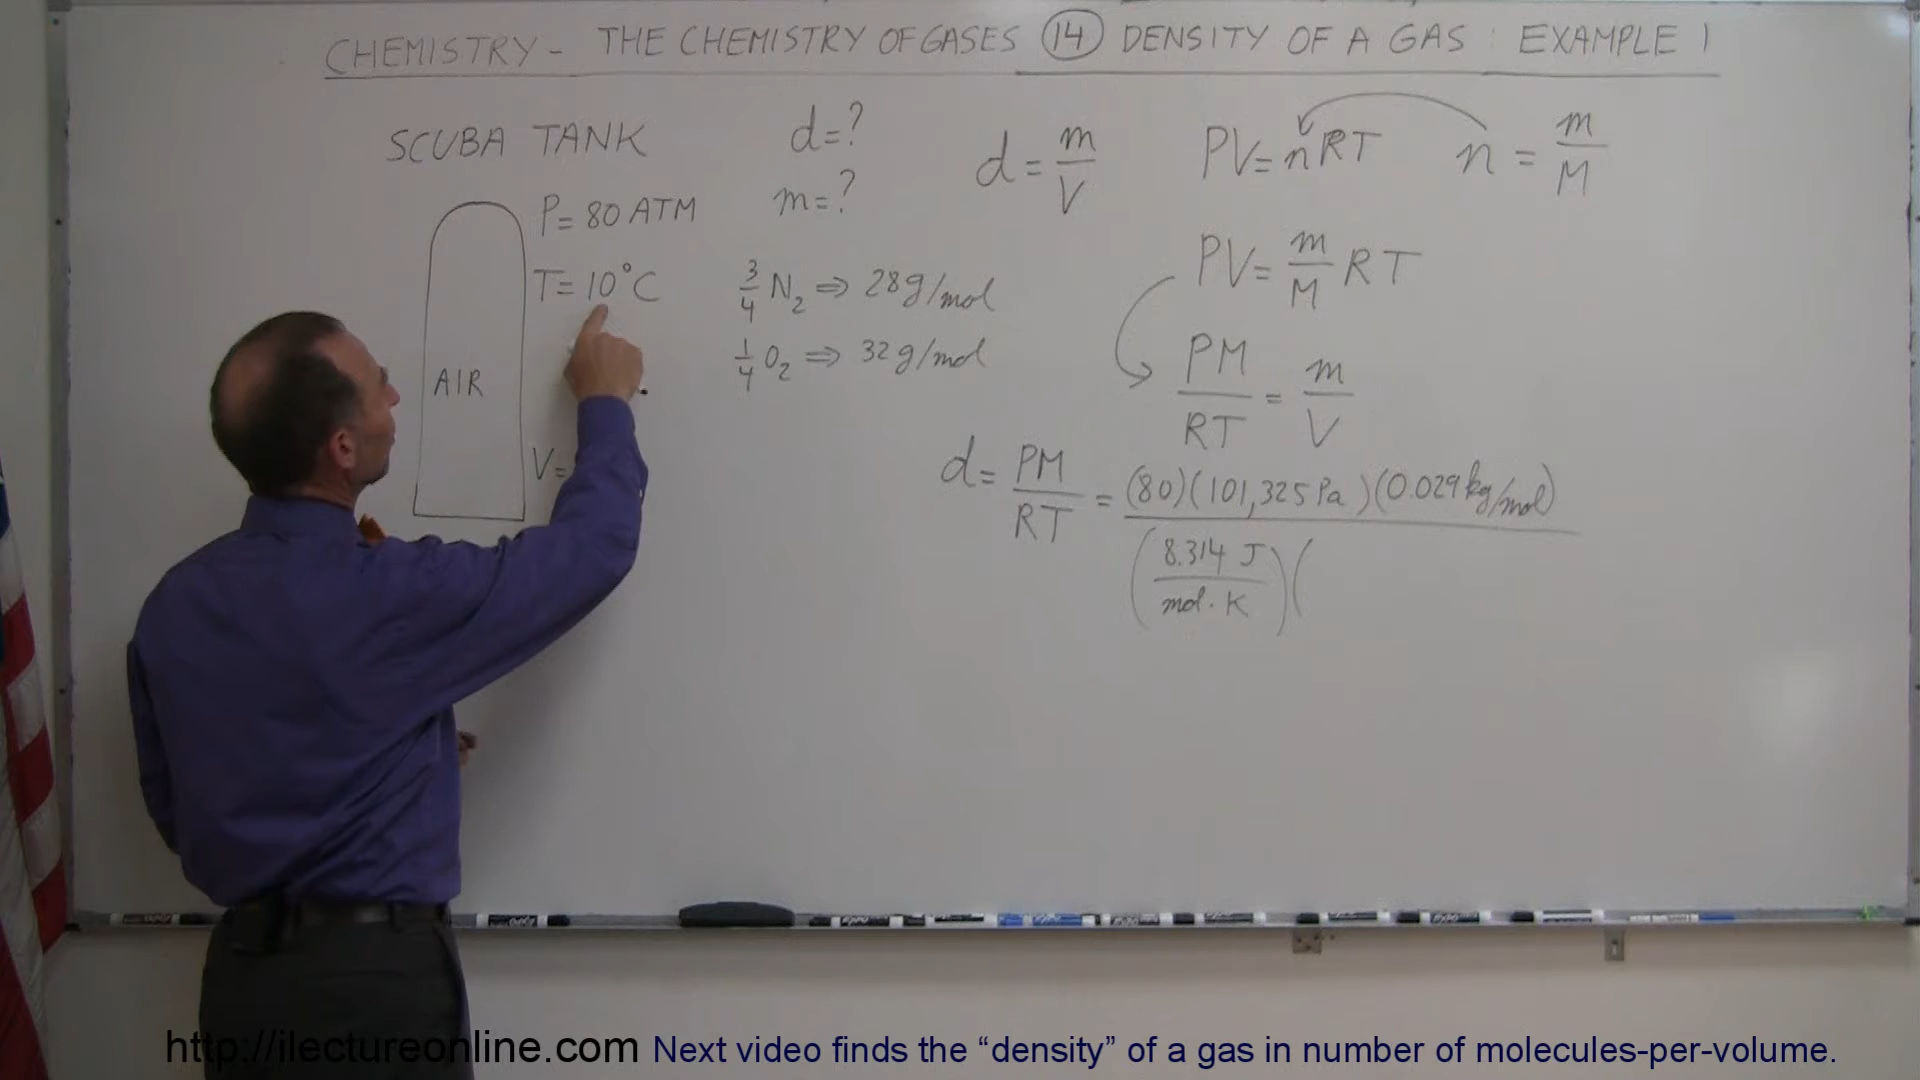 CHEMISTRY - THE CHEMISTRY OF GASES 14 DENSITY OF A GAS : EXAMPLE 1
SCUBA TANK
P = 80 ATM
T = 10°C
AIR
V =
d = ?
m = ?
3/4 N₂ ⇒ 28 g/mol
1/4 O₂ ⇒ 32 g/mol
d = m/V
PV = nRT
n = m/M
PV = m/M RT
PM/RT = m/V
d = PM/RT = (80)(101,325 Pa)(0.029 kg/mol)
(8.314 J/mol·K)(
http://ilectureonline.com Next video finds the “density” of a gas in number of molecules-per-volume.